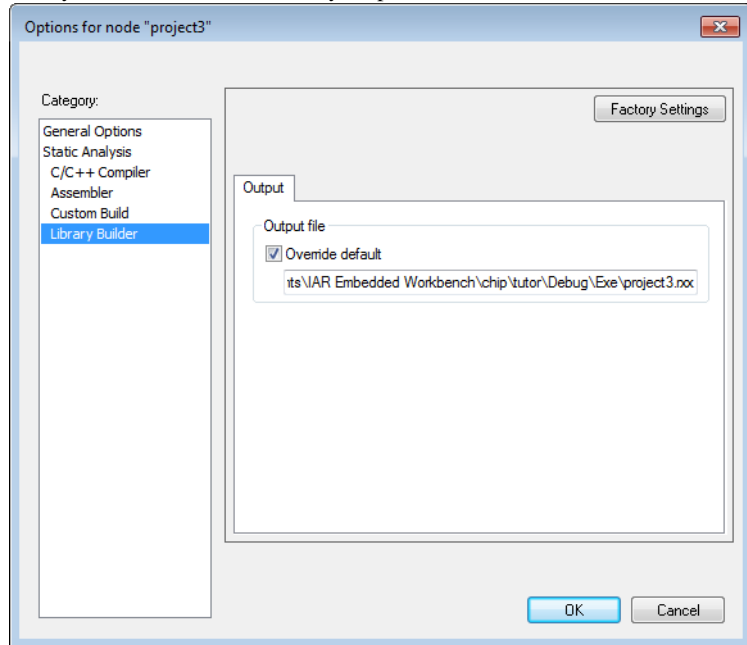 Options for node "project3"
Category:
Factory Settings
General Options
Static Analysis
C/C++ Compiler
Assembler
Custom Build
Library Builder
Output
Output file
Override default
ts\IAR Embedded Workbench\chip\tutor\Debug\Exe\project3.rxx
OK
Cancel